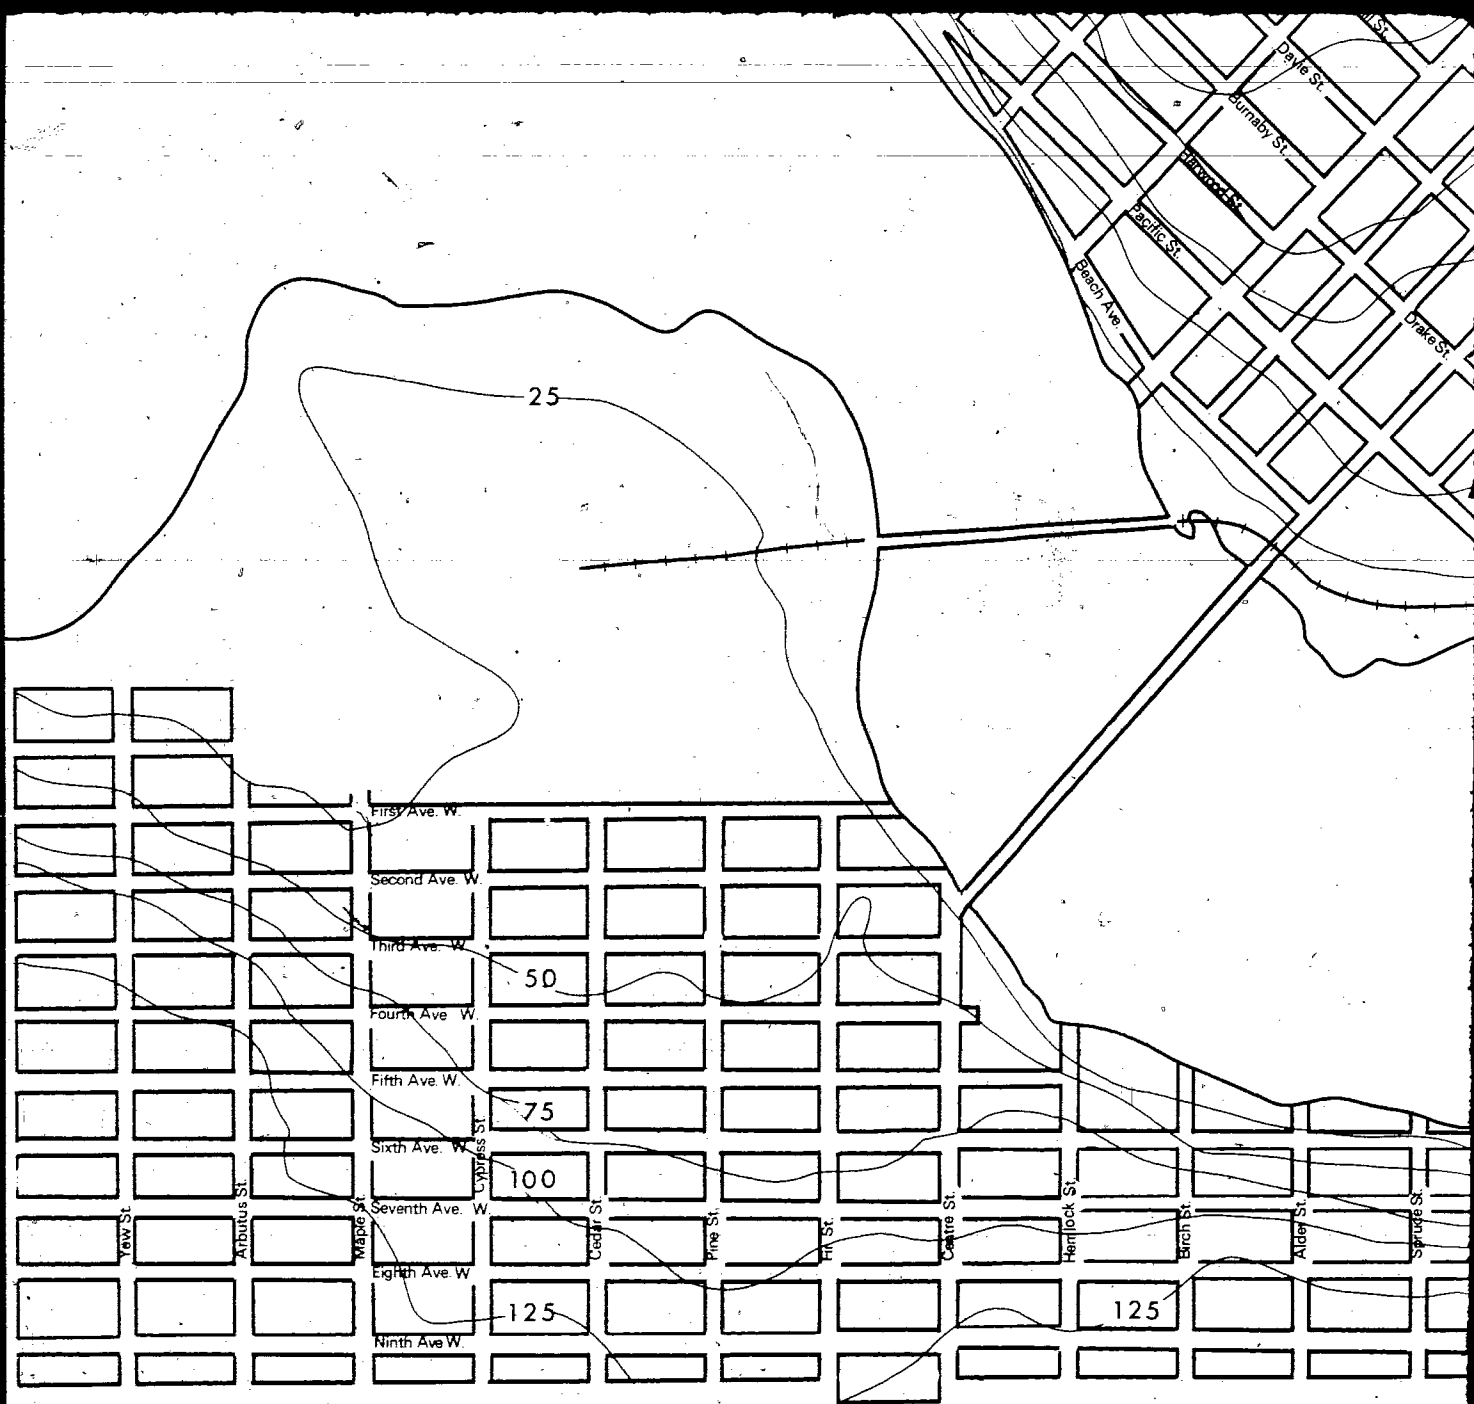 Davie St.
Burnaby St.
Harwood St.
Pacific St.
Beach Ave.
Drake St.
25
First Ave. W.
Second Ave. W.
Third Ave. W.
50
Fourth Ave W.
Fifth Ave. W.
75
Sixth Ave. W.
100
Seventh Ave. W.
Eighth Ave. W
125
125
Ninth Ave W.
Yew St.
Arbutus St.
Maple St.
Cypress St.
Cedar St.
Pine St.
Fir St.
Centre St.
Hemlock St.
Birch St.
Alder St.
Spruce St.